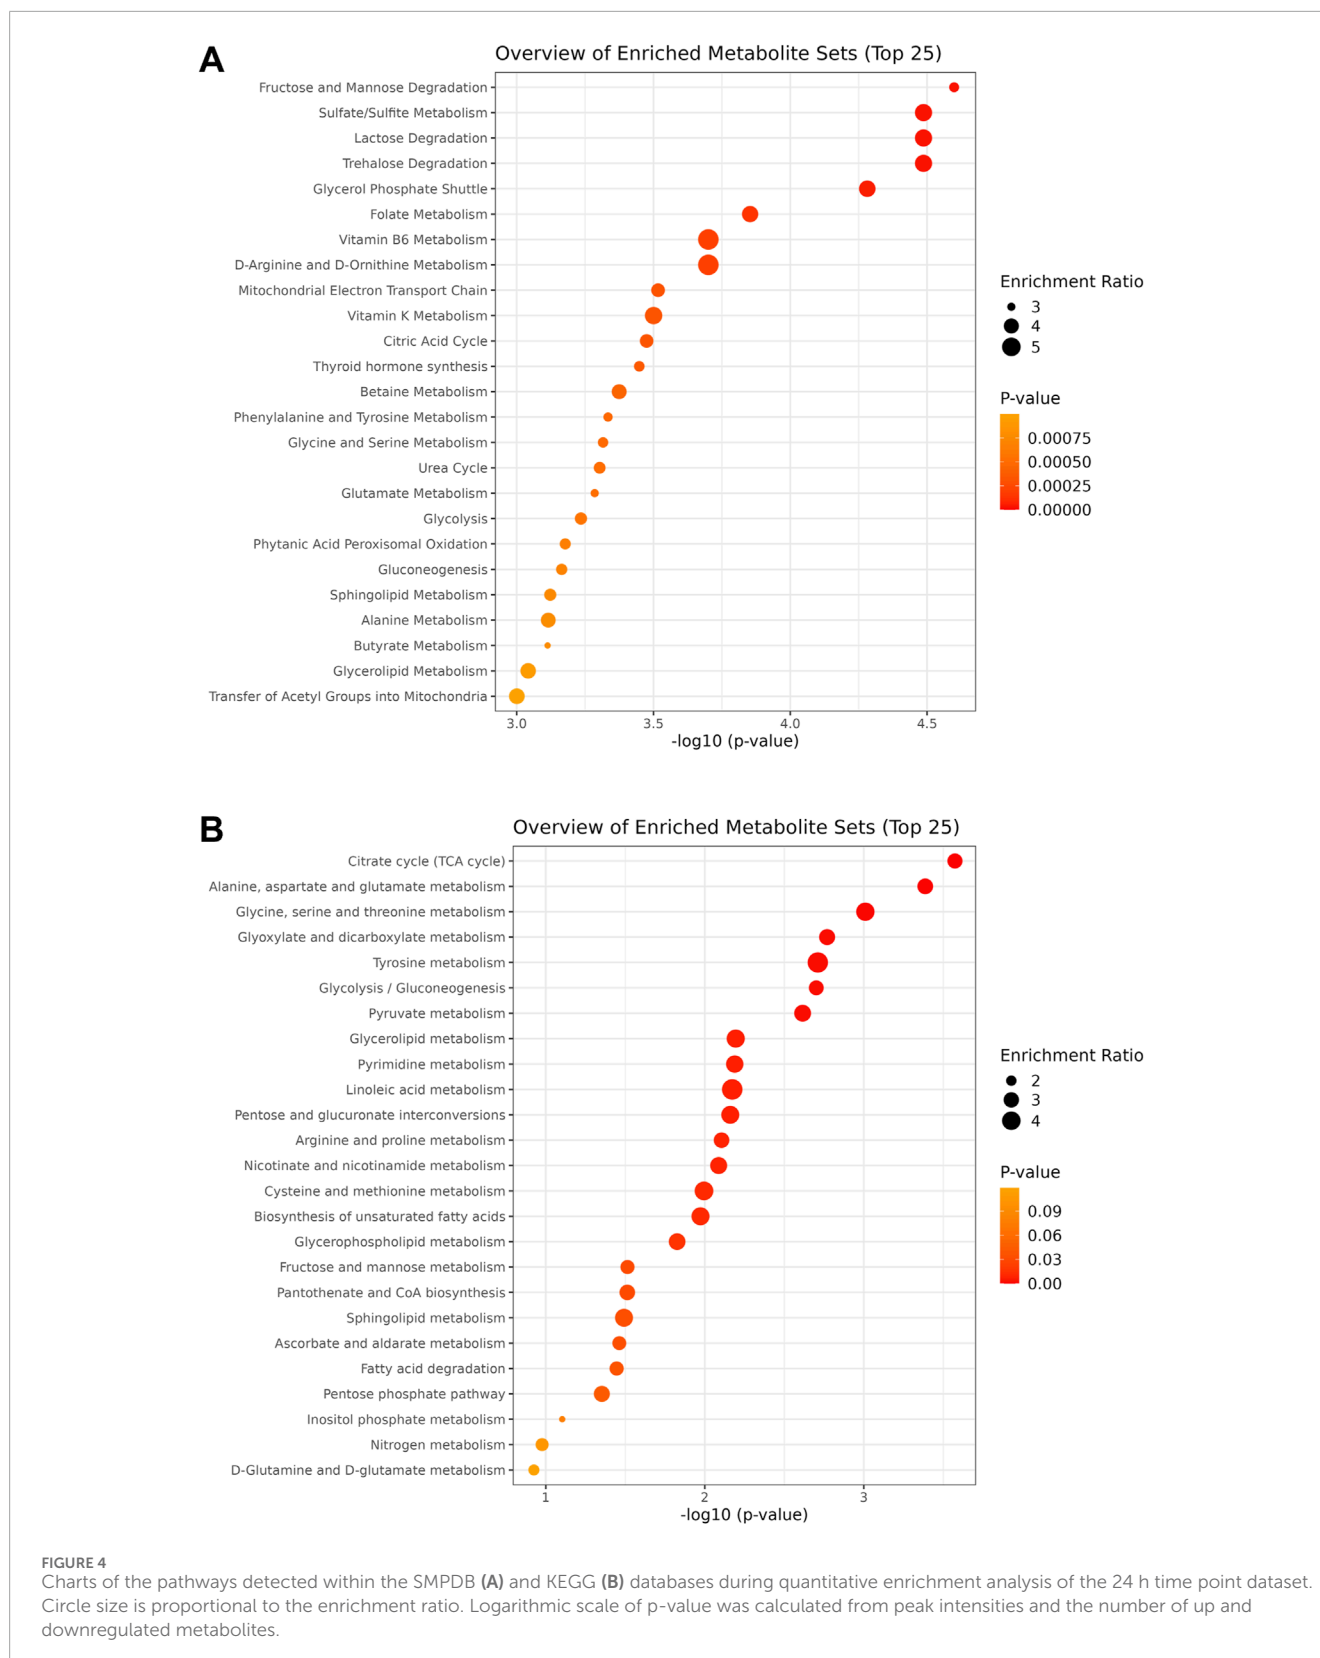 A
Overview of Enriched Metabolite Sets (Top 25)
Fructose and Mannose Degradation
Sulfate/Sulfite Metabolism
Lactose Degradation
Trehalose Degradation
Glycerol Phosphate Shuttle
Folate Metabolism
Vitamin B6 Metabolism
D-Arginine and D-Ornithine Metabolism
Mitochondrial Electron Transport Chain
Vitamin K Metabolism
Citric Acid Cycle
Thyroid hormone synthesis
Betaine Metabolism
Phenylalanine and Tyrosine Metabolism
Glycine and Serine Metabolism
Urea Cycle
Glutamate Metabolism
Glycolysis
Phytanic Acid Peroxisomal Oxidation
Gluconeogenesis
Sphingolipid Metabolism
Alanine Metabolism
Butyrate Metabolism
Glycerolipid Metabolism
Transfer of Acetyl Groups into Mitochondria
3.0 3.5 4.0 4.5
-log10 (p-value)
Enrichment Ratio
3
4
5
P-value
0.00075
0.00050
0.00025
0.00000
B
Overview of Enriched Metabolite Sets (Top 25)
Citrate cycle (TCA cycle)
Alanine, aspartate and glutamate metabolism
Glycine, serine and threonine metabolism
Glyoxylate and dicarboxylate metabolism
Tyrosine metabolism
Glycolysis / Gluconeogenesis
Pyruvate metabolism
Glycerolipid metabolism
Pyrimidine metabolism
Linoleic acid metabolism
Pentose and glucuronate interconversions
Arginine and proline metabolism
Nicotinate and nicotinamide metabolism
Cysteine and methionine metabolism
Biosynthesis of unsaturated fatty acids
Glycerophospholipid metabolism
Fructose and mannose metabolism
Pantothenate and CoA biosynthesis
Sphingolipid metabolism
Ascorbate and aldarate metabolism
Fatty acid degradation
Pentose phosphate pathway
Inositol phosphate metabolism
Nitrogen metabolism
D-Glutamine and D-glutamate metabolism
1 2 3
-log10 (p-value)
Enrichment Ratio
2
3
4
P-value
0.09
0.06
0.03
0.00
FIGURE 4
Charts of the pathways detected within the SMPDB (A) and KEGG (B) databases during quantitative enrichment analysis of the 24 h time point dataset.
Circle size is proportional to the enrichment ratio. Logarithmic scale of p-value was calculated from peak intensities and the number of up and
downregulated metabolites.